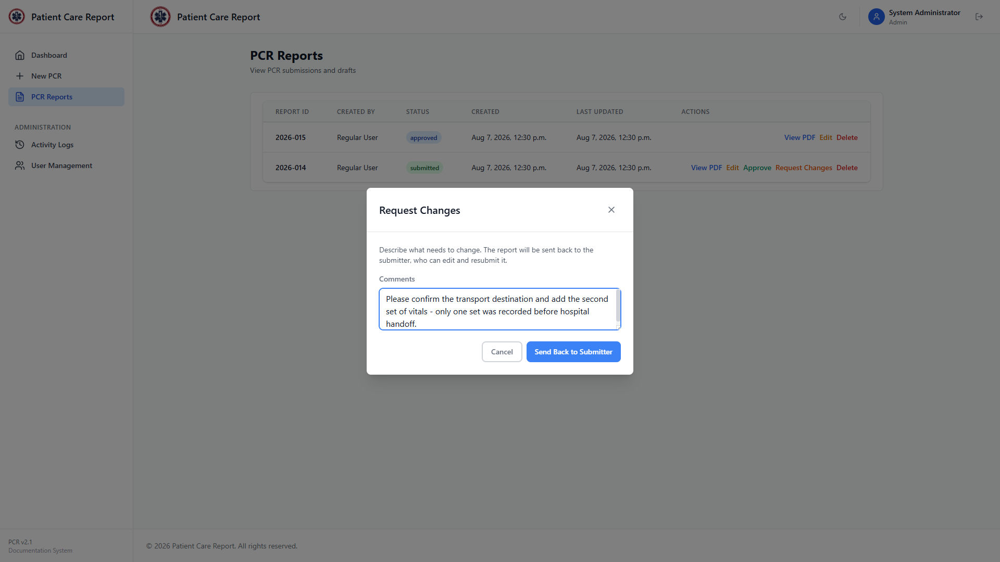 Patient Care Report
Patient Care Report
System Administrator
Admin
Dashboard
New PCR
PCR Reports
ADMINISTRATION
Activity Logs
User Management
PCR Reports
View PCR submissions and drafts
REPORT ID CREATED BY STATUS CREATED LAST UPDATED ACTIONS
2026-015 Regular User approved Aug 7, 2026, 12:30 p.m. Aug 7, 2026, 12:30 p.m. View PDF Edit Delete
2026-014 Regular User submitted Aug 7, 2026, 12:30 p.m. Aug 7, 2026, 12:30 p.m. View PDF Edit Approve Request Changes Delete
Request Changes
Describe what needs to change. The report will be sent back to the
submitter, who can edit and resubmit it.
Comments
Please confirm the transport destination and add the second
set of vitals - only one set was recorded before hospital
handoff.
Cancel Send Back to Submitter
PCR v2.1
Documentation System
© 2026 Patient Care Report. All rights reserved.